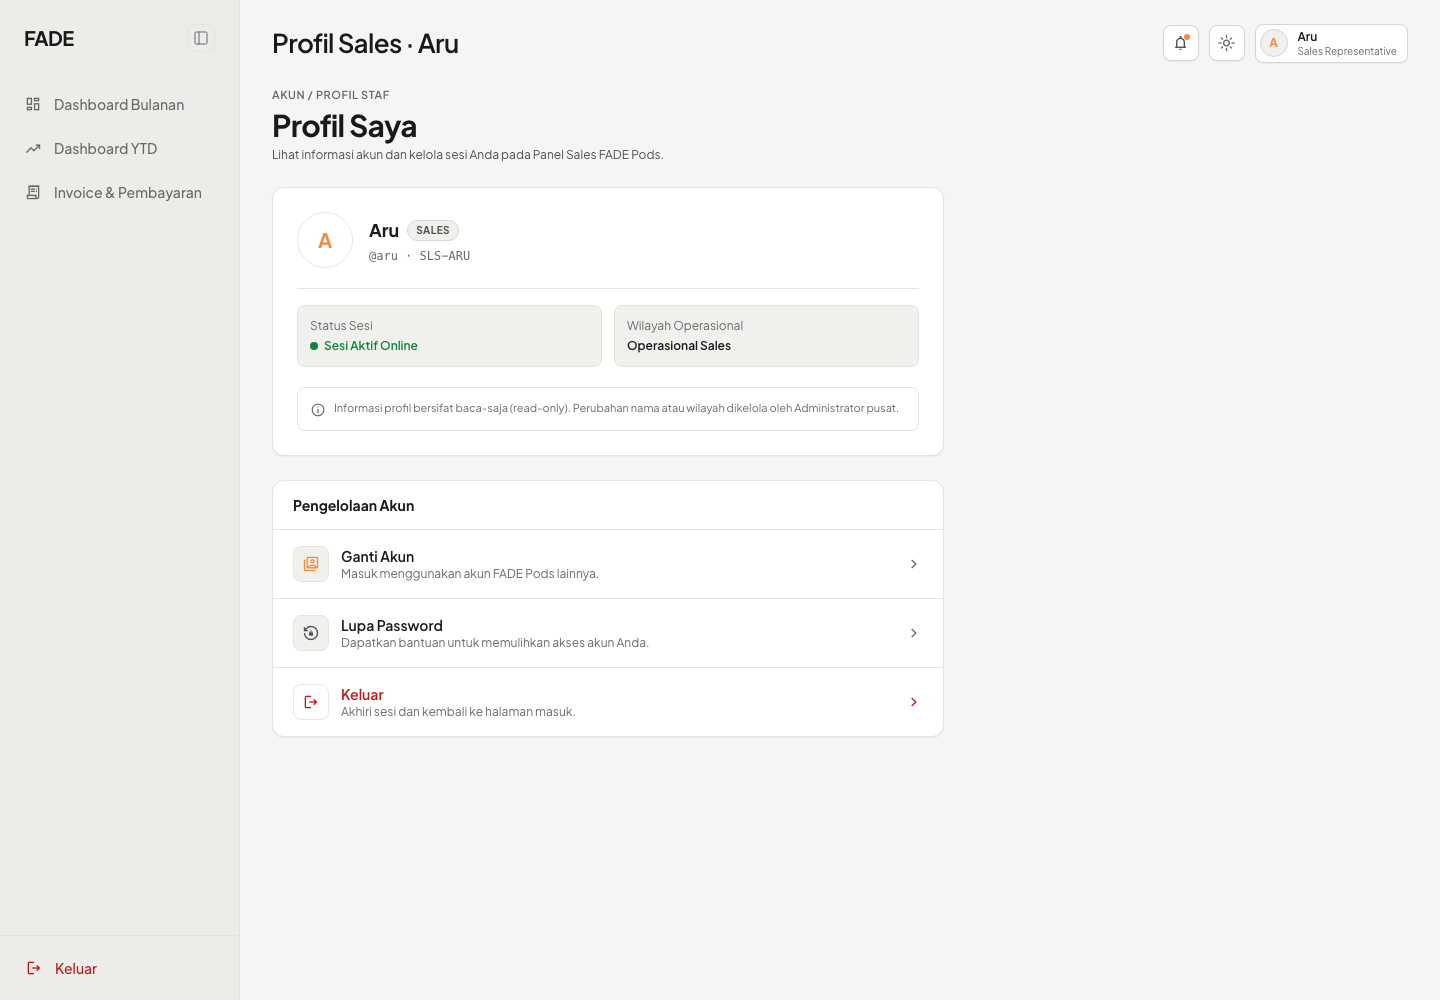 FADE
Dashboard Bulanan
Dashboard YTD
Invoice & Pembayaran
Keluar
Profil Sales · Aru
A
Aru
Sales Representative
AKUN / PROFIL STAF
Profil Saya
Lihat informasi akun dan kelola sesi Anda pada Panel Sales FADE Pods.
A
Aru SALES
@aru · SLS-ARU
Status Sesi
Sesi Aktif Online
Wilayah Operasional
Operasional Sales
Informasi profil bersifat baca-saja (read-only). Perubahan nama atau wilayah dikelola oleh Administrator pusat.
Pengelolaan Akun
Ganti Akun
Masuk menggunakan akun FADE Pods lainnya.
Lupa Password
Dapatkan bantuan untuk memulihkan akses akun Anda.
Keluar
Akhiri sesi dan kembali ke halaman masuk.